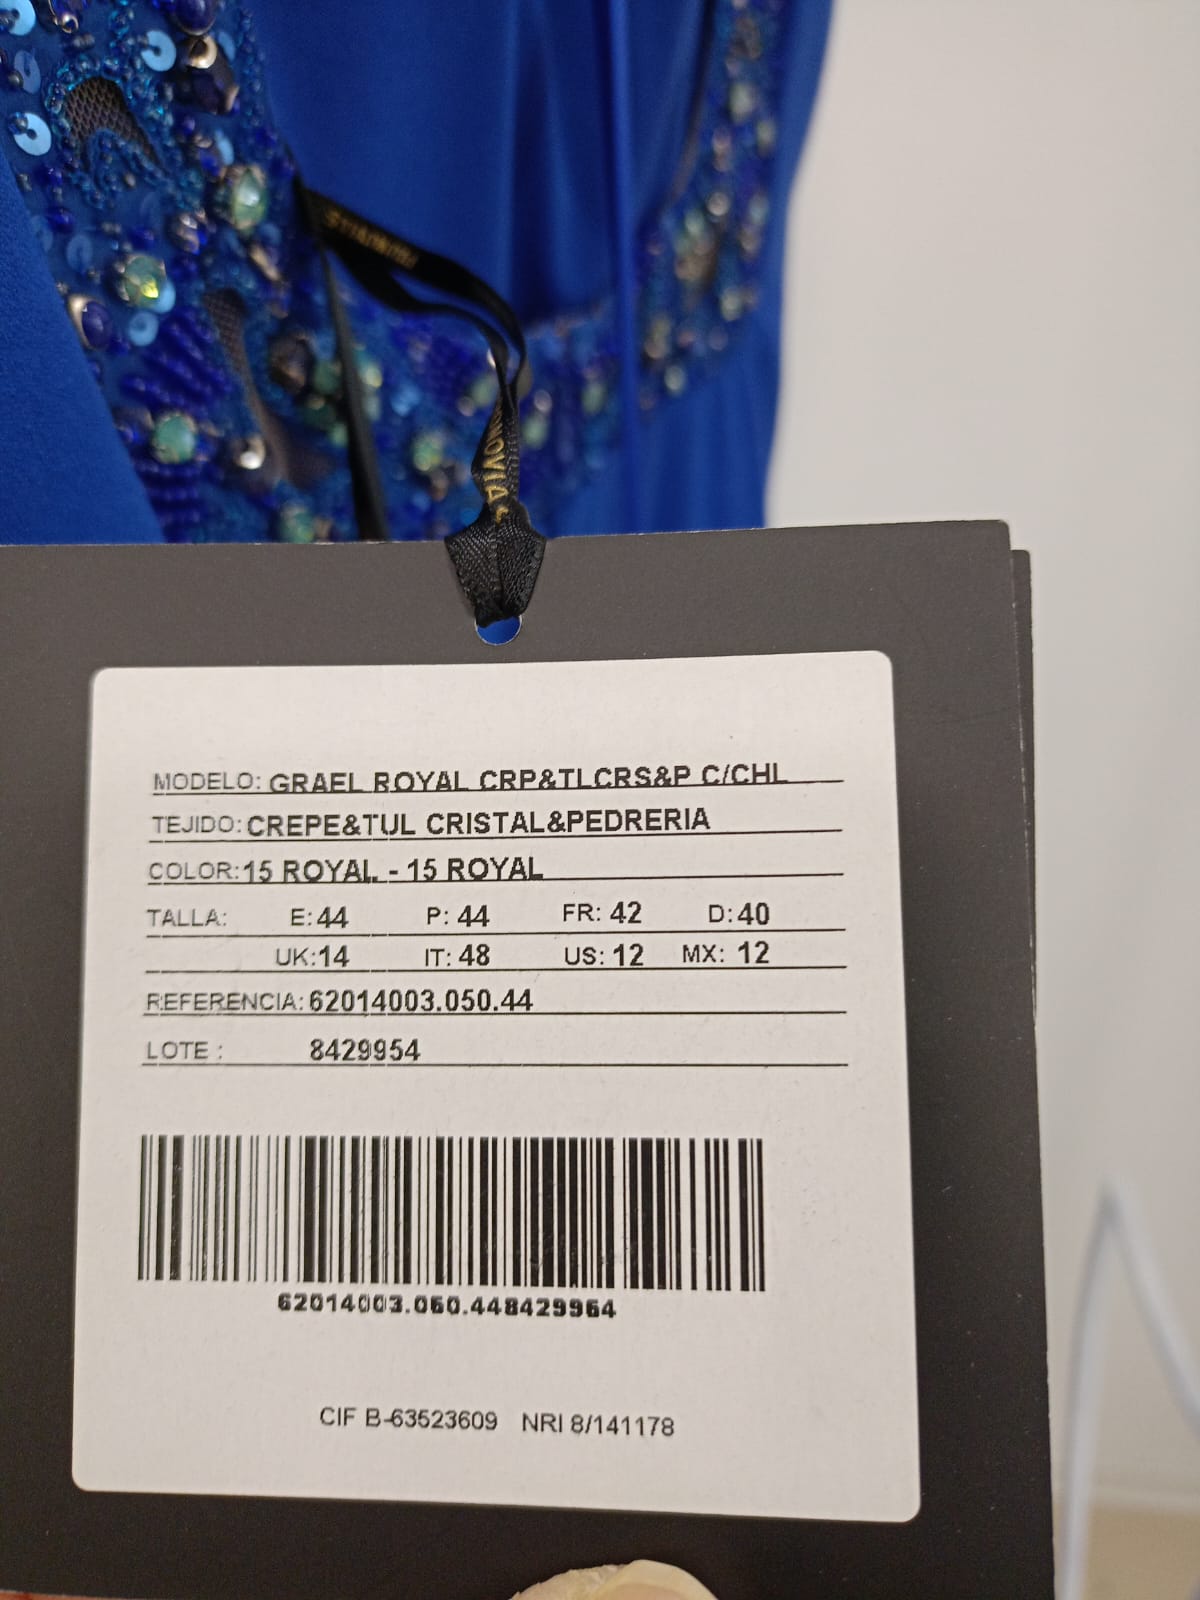 PRONOVIAS
NOVIAS
MODELO: GRAEL ROYAL CRP&TLCRS&P C/CHL
TEJIDO: CREPE&TUL CRISTAL&PEDRERIA
COLOR: 15 ROYAL - 15 ROYAL
TALLA: E: 44 P: 44 FR: 42 D: 40
UK: 14 IT: 48 US: 12 MX: 12
REFERENCIA: 62014003.050.44
LOTE : 8429954
62014003.050.448429954
CIF B-63523609 NRI 8/141178